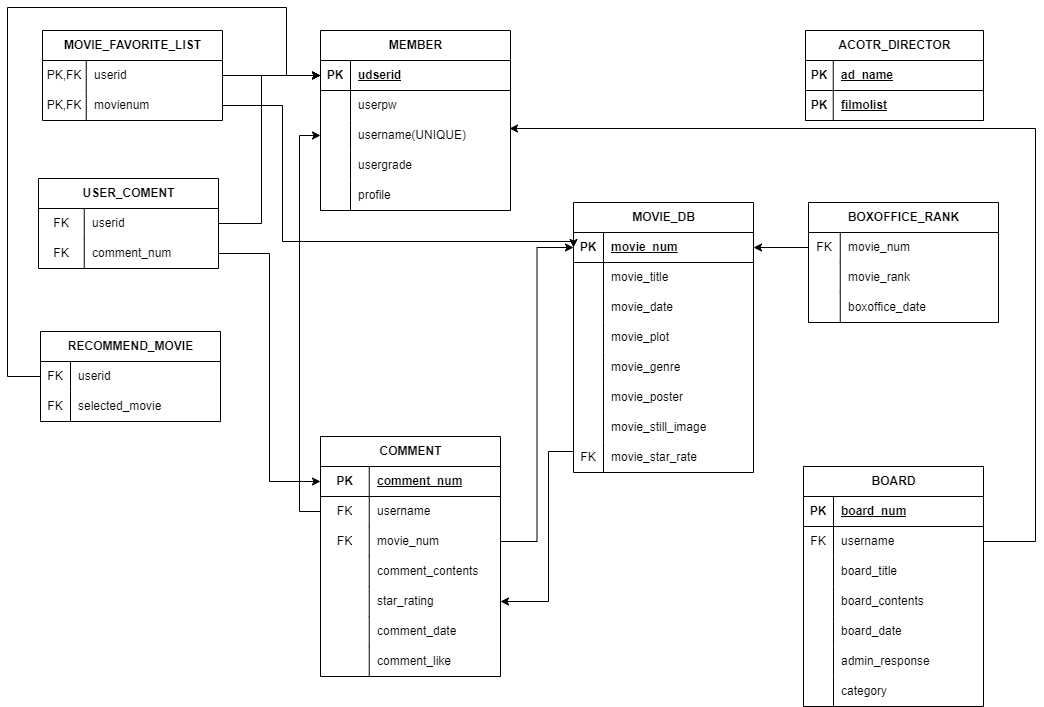 MOVIE_FAVORITE_LIST
PK,FK userid
PK,FK movienum
MEMBER
PK udserid
userpw
username(UNIQUE)
usergrade
profile
ACOTR_DIRECTOR
PK ad_name
PK filmolist
USER_COMENT
FK userid
FK comment_num
MOVIE_DB
PK movie_num
movie_title
movie_date
movie_plot
movie_genre
movie_poster
movie_still_image
FK movie_star_rate
BOXOFFICE_RANK
FK movie_num
movie_rank
boxoffice_date
RECOMMEND_MOVIE
FK userid
FK selected_movie
COMMENT
PK comment_num
FK username
FK movie_num
comment_contents
star_rating
comment_date
comment_like
BOARD
PK board_num
FK username
board_title
board_contents
board_date
admin_response
category